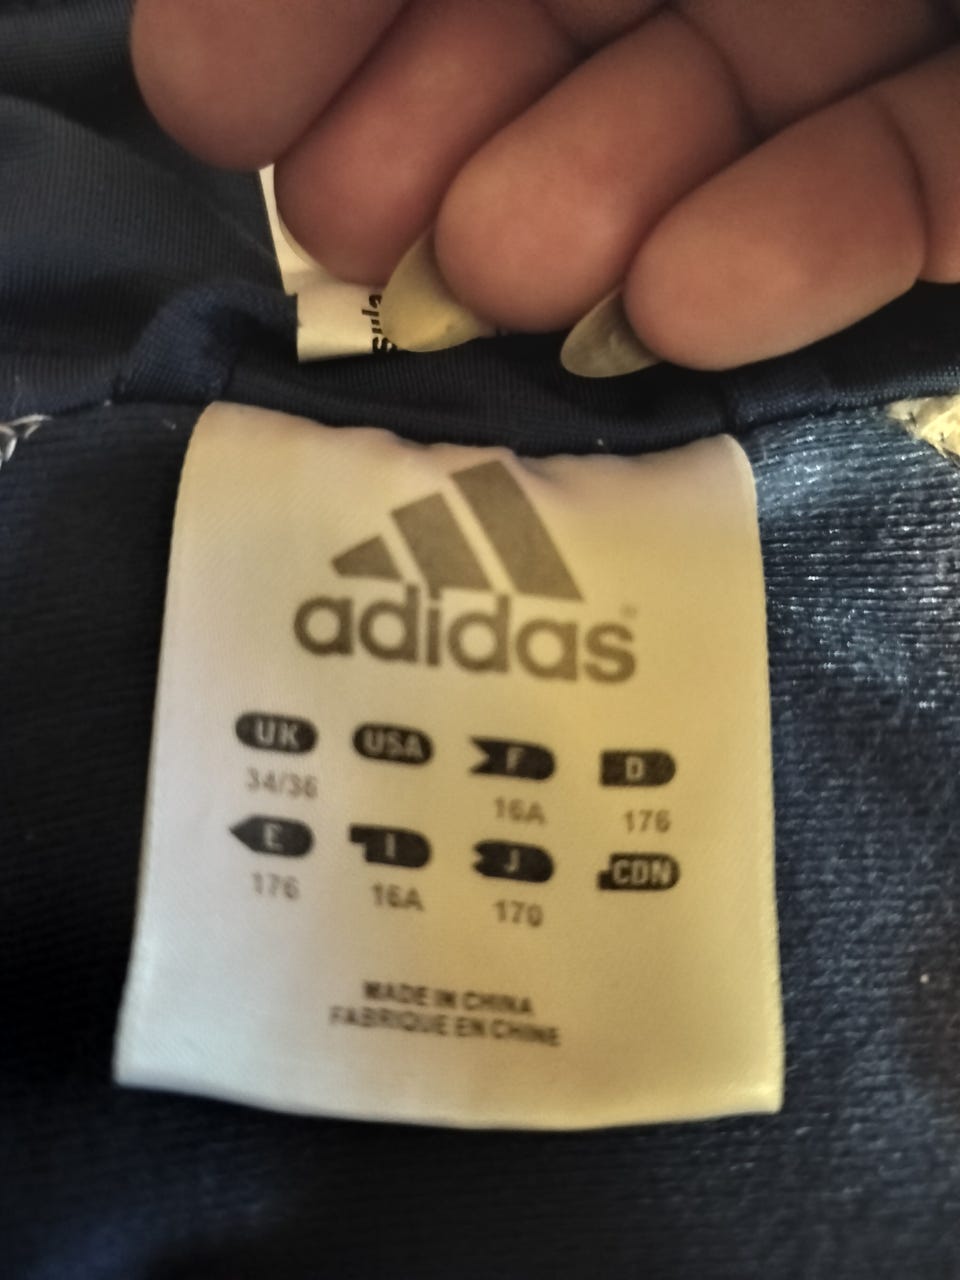 adidas
UK USA F D
34/36 16A 176
E I J CDN
176 16A 170
MADE IN CHINA
FABRIQUE EN CHINE